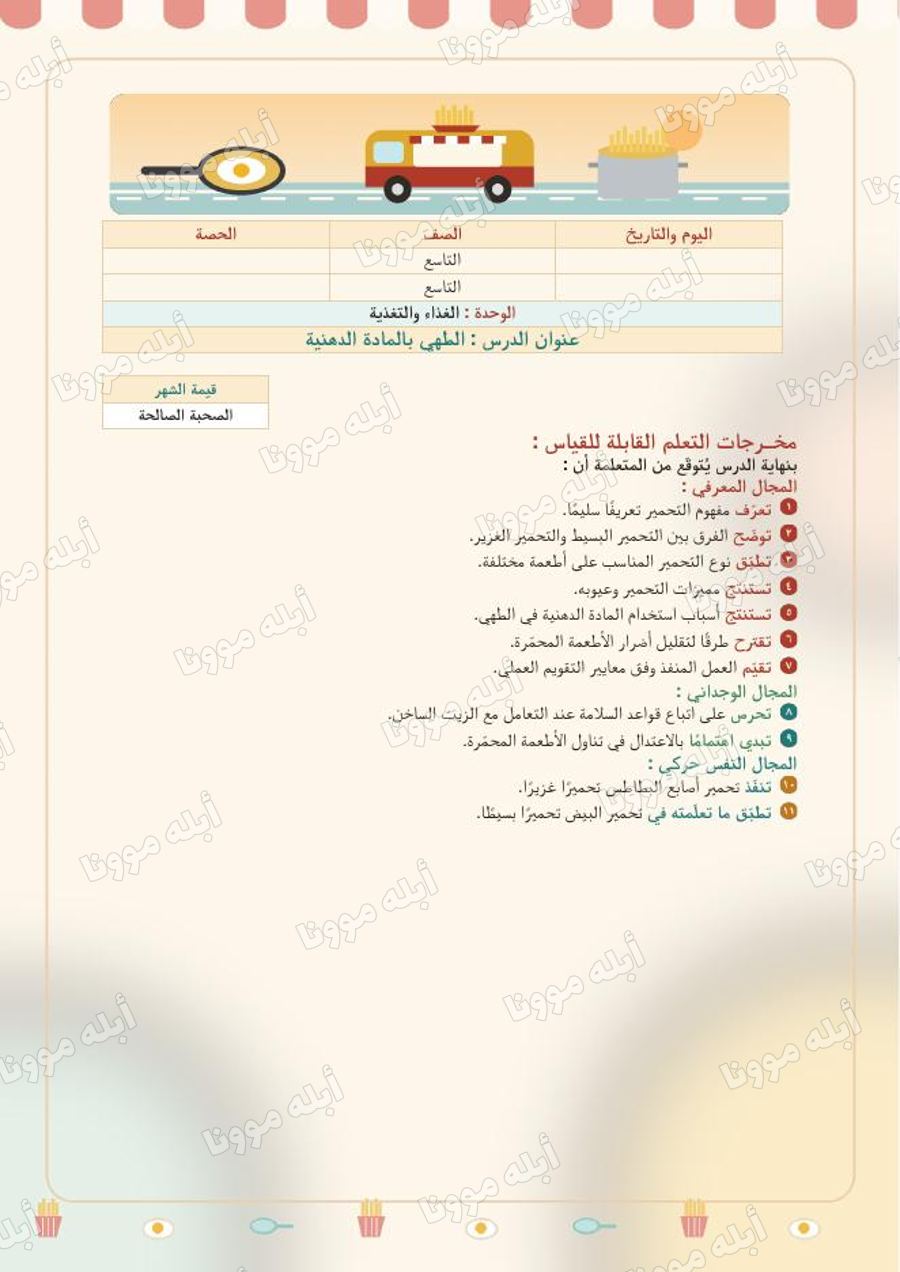 اليوم والتاريخ الصف الحصة
التاسع
التاسع
الوحدة : الغذاء والتغذية
عنوان الدرس : الطهي بالمادة الدهنية
قيمة الشهر
الصحبة الصالحة
مخـرجات التعلم القابلة للقياس :
بنهاية الدرس يُتوقّع من المتعلمة أن :
المجال المعرفي :
١ تعرّف مفهوم التحمير تعريفًا سليمًا.
٢ توضّح الفرق بين التحمير البسيط والتحمير الغزير.
٣ تطبّق نوع التحمير المناسب على أطعمة مختلفة.
٤ تستنتج مميزات التحمير وعيوبه.
٥ تستنتج أسباب استخدام المادة الدهنية في الطهي.
٦ تقترح طرقًا لتقليل أضرار الأطعمة المحمّرة.
٧ تقيّم العمل المنفذ وفق معايير التقويم العملي.
المجال الوجداني :
٨ تحرص على اتباع قواعد السلامة عند التعامل مع الزيت الساخن.
٩ تبدي اهتمامًا بالاعتدال في تناول الأطعمة المحمّرة.
المجال النفس حركي :
١٠ تنفّذ تحمير أصابع البطاطس تحميرًا غزيرًا.
١١ تطبّق ما تعلّمته في تحمير البيض تحميرًا بسيطًا.
أبله موونا